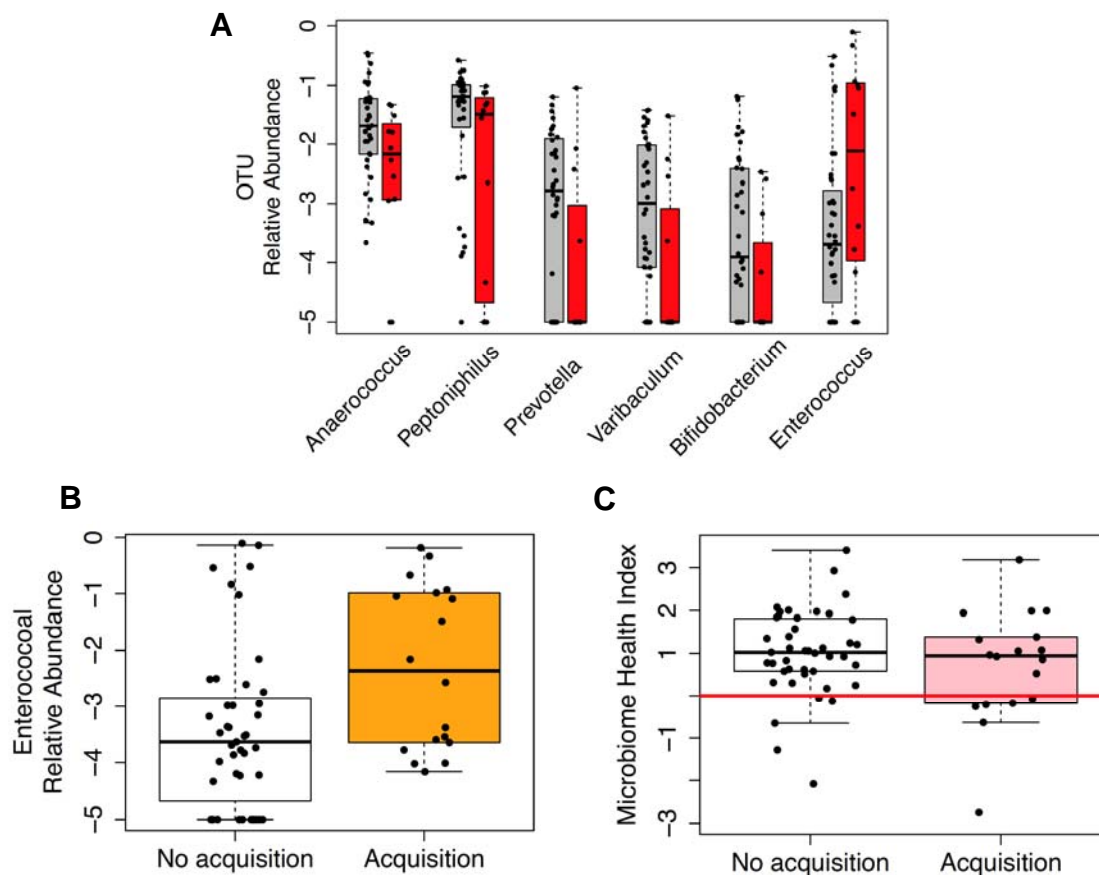 A
OTU
Relative Abundance
0
−1
−2
−3
−4
−5
Anaerococcus
Peptoniphilus
Prevotella
Varibaculum
Bifidobacterium
Enterococcus
B
Enterococoal
Relative Abundance
0
−1
−2
−3
−4
−5
No acquisition
Acquisition
C
Microbiome Health Index
3
2
1
−1
−3
No acquisition
Acquisition